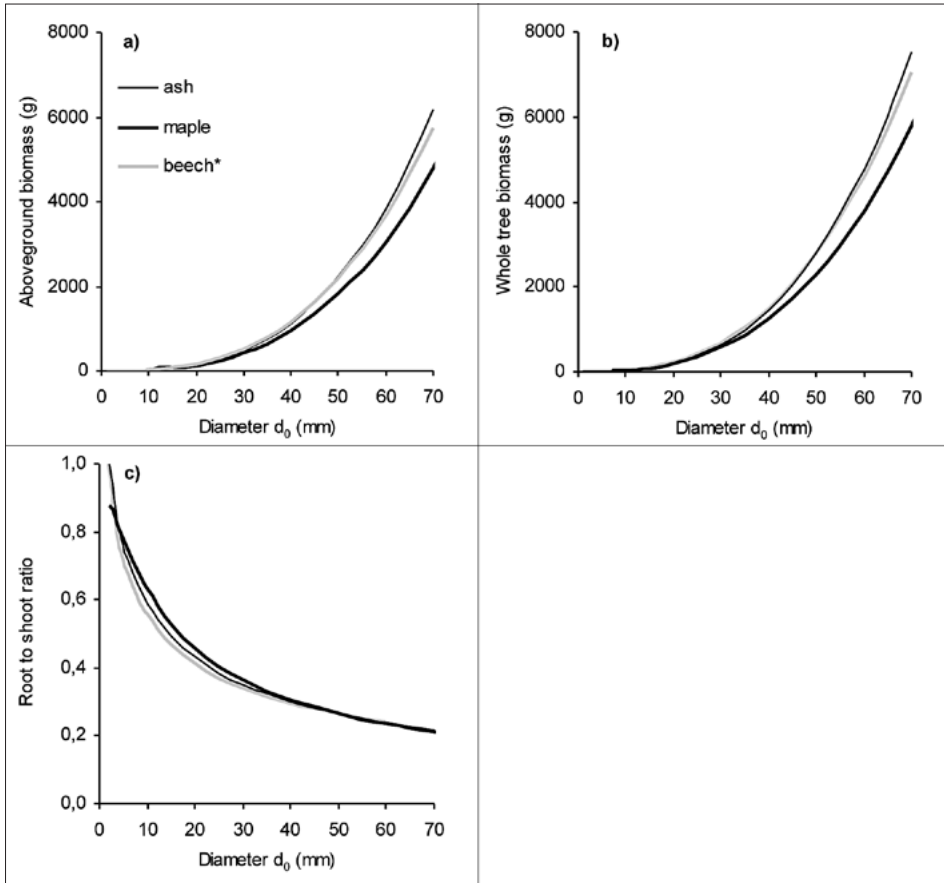 a)
ash
maple
beech*
Aboveground biomass (g)
8000
6000
4000
2000
0
0 10 20 30 40 50 60 70
Diameter d₀ (mm)
b)
Whole tree biomass (g)
8000
6000
4000
2000
0
0 10 20 30 40 50 60 70
Diameter d₀ (mm)
c)
Root to shoot ratio
1,0
0,8
0,6
0,4
0,2
0,0
0 10 20 30 40 50 60 70
Diameter d₀ (mm)